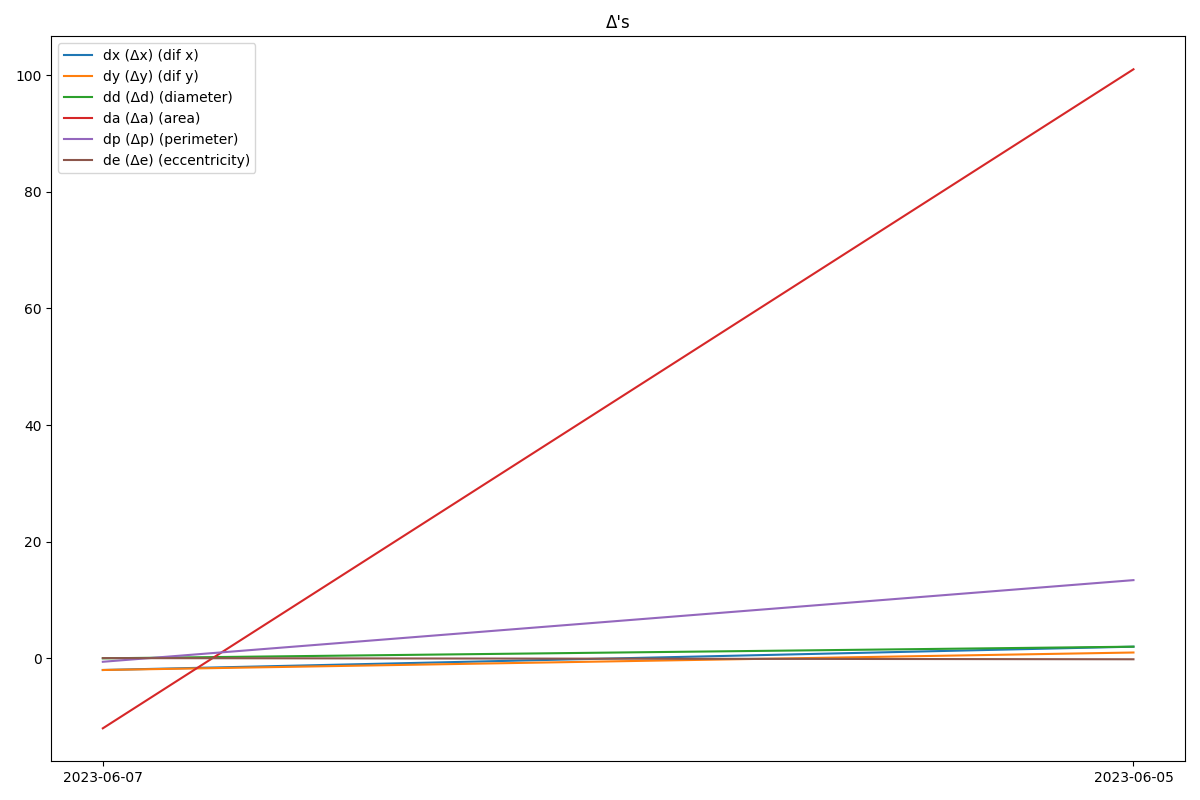 Δ's
dx (Δx) (dif x)
dy (Δy) (dif y)
dd (Δd) (diameter)
da (Δa) (area)
dp (Δp) (perimeter)
de (Δe) (eccentricity)
100
80
60
40
20
0
2023-06-07 2023-06-05